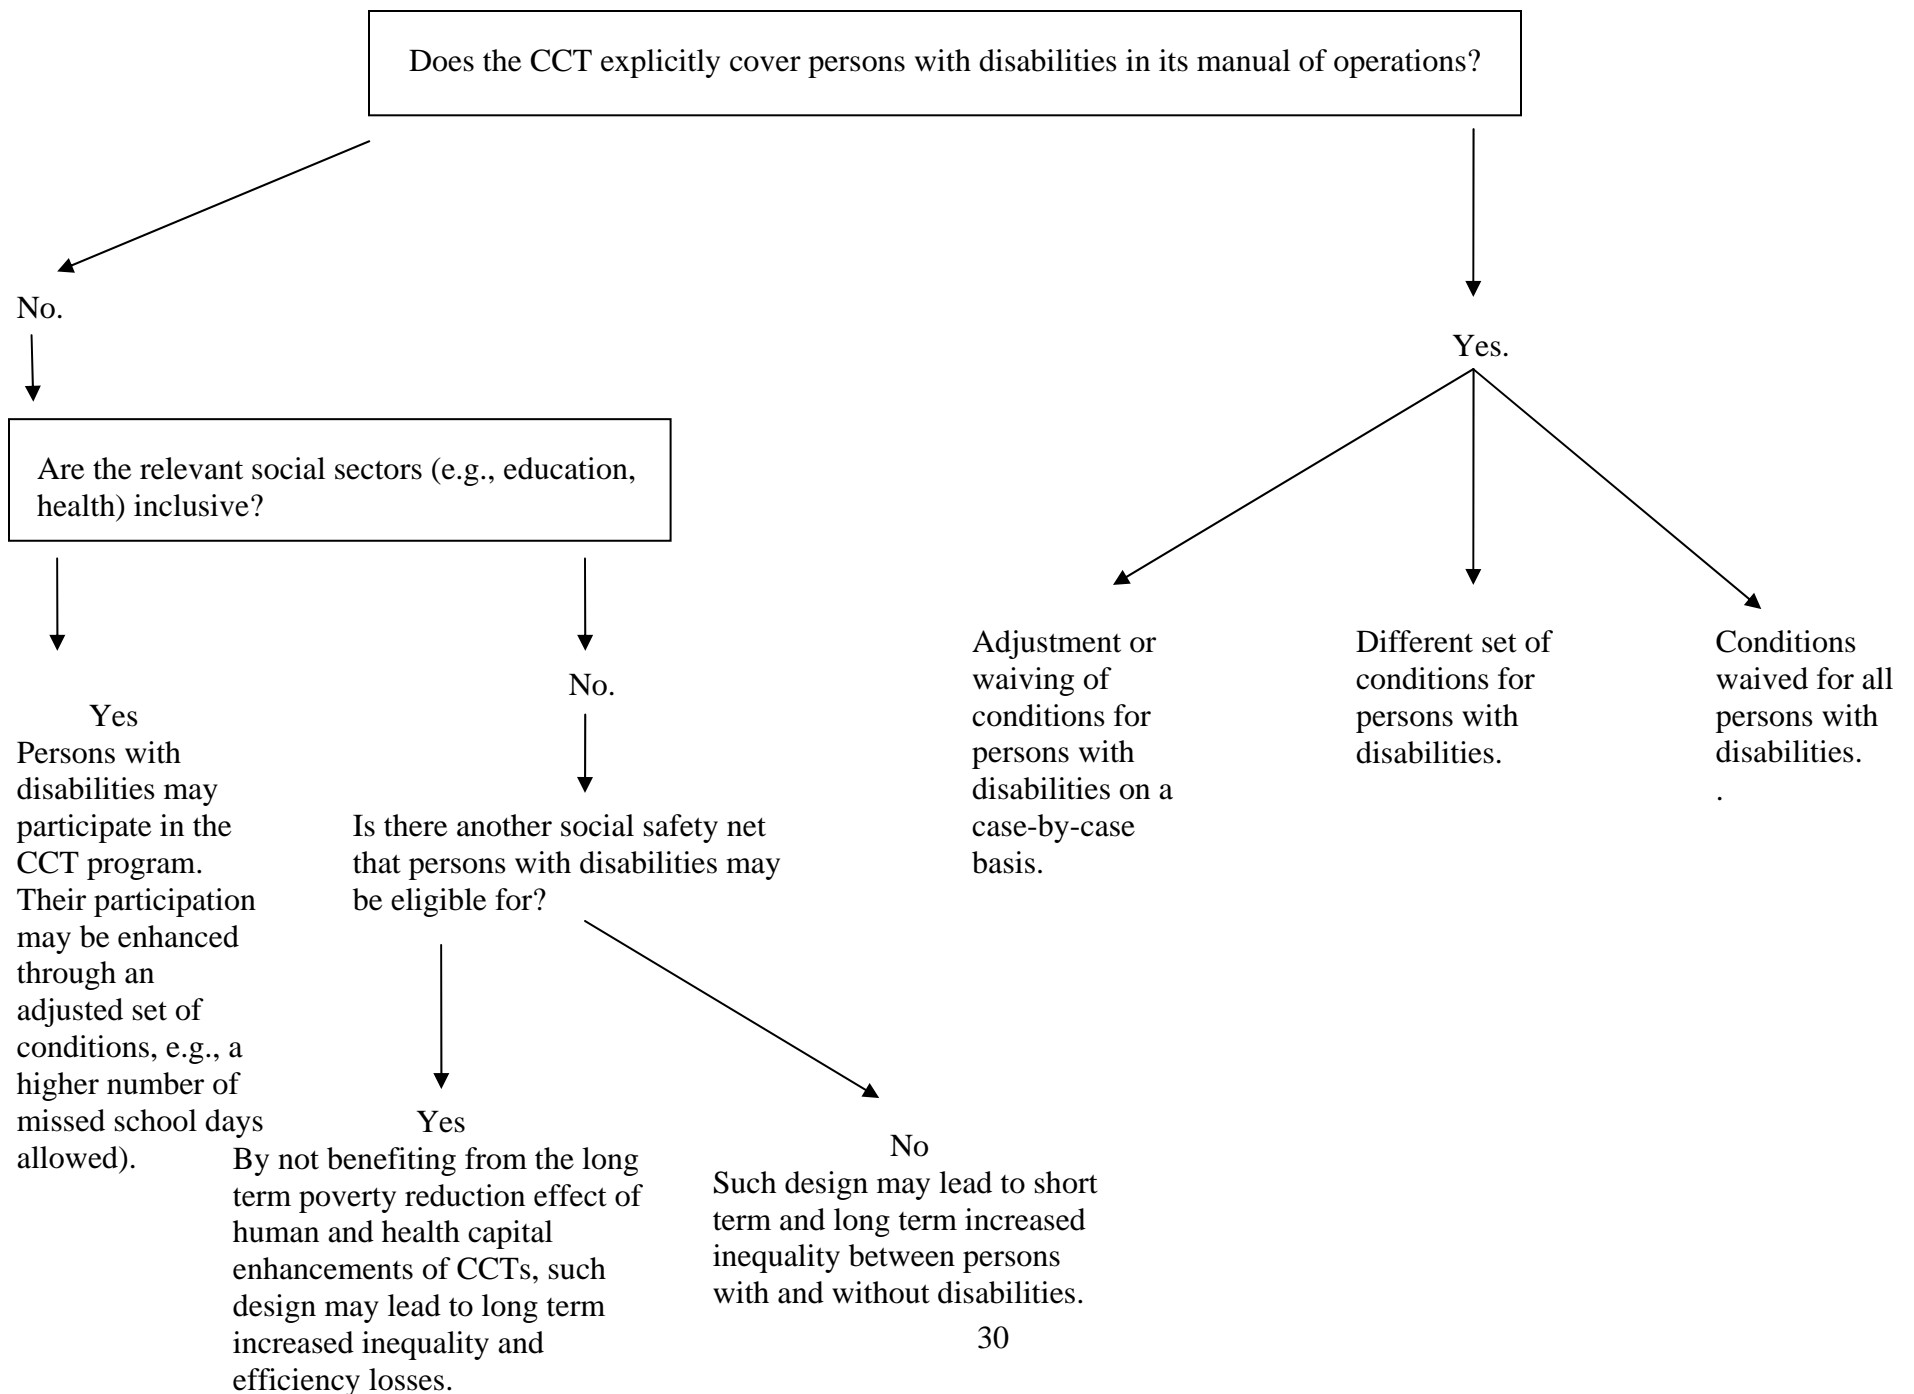 Does the CCT explicitly cover persons with disabilities in its manual of operations?
No.
Yes.
Are the relevant social sectors (e.g., education,
health) inclusive?
Yes
Persons with
disabilities may
participate in the
CCT program.
Their participation
may be enhanced
through an
adjusted set of
conditions, e.g., a
higher number of
missed school days
allowed).
No.
Is there another social safety net
that persons with disabilities may
be eligible for?
Yes
By not benefiting from the long
term poverty reduction effect of
human and health capital
enhancements of CCTs, such
design may lead to long term
increased inequality and
efficiency losses.
No
Such design may lead to short
term and long term increased
inequality between persons
with and without disabilities.
Adjustment or
waiving of
conditions for
persons with
disabilities on a
case-by-case
basis.
Different set of
conditions for
persons with
disabilities.
Conditions
waived for all
persons with
disabilities.
.
30